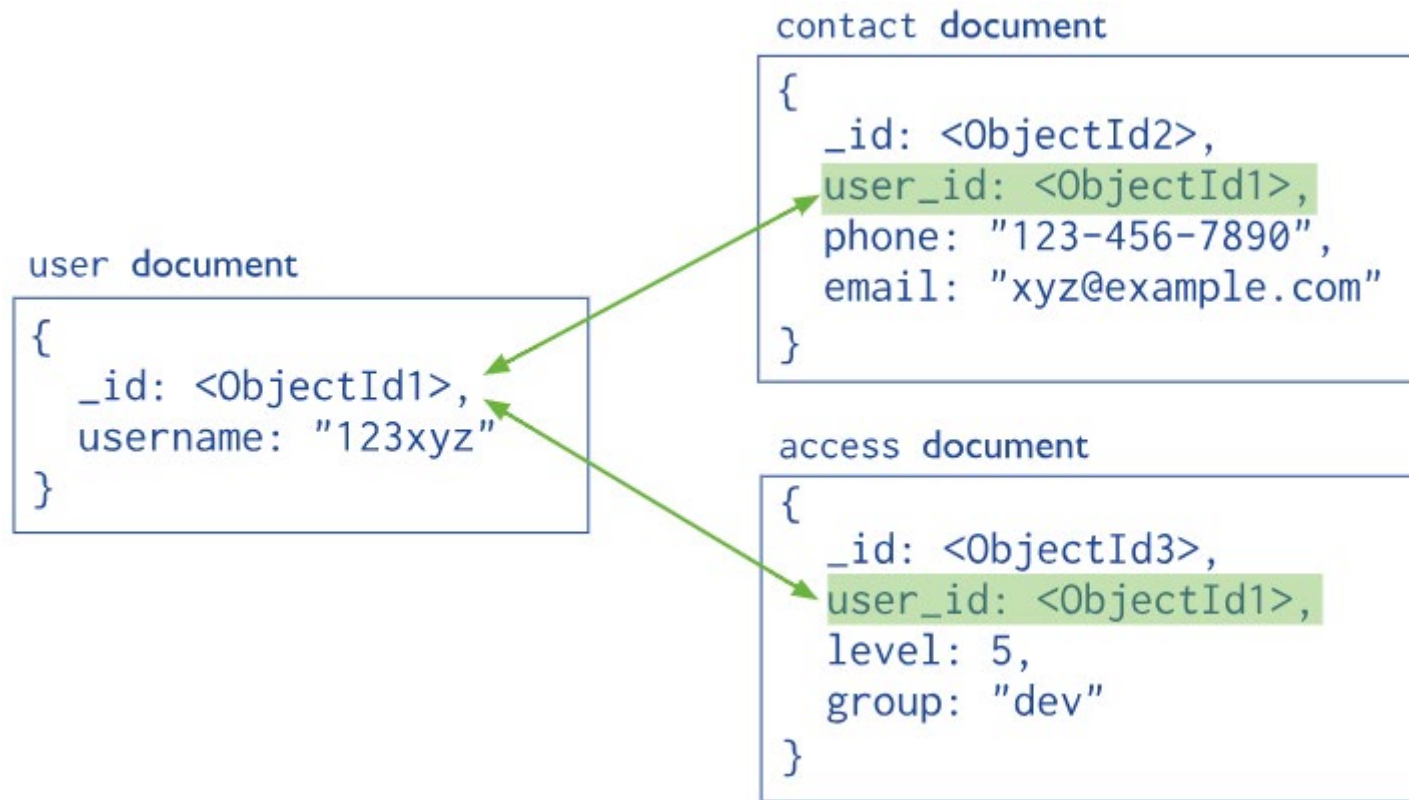 contact document
{
_id: <ObjectId2>,
user_id: <ObjectId1>,
phone: "123-456-7890",
email: "xyz@example.com"
}
user document
{
_id: <ObjectId1>,
username: "123xyz"
}
access document
{
_id: <ObjectId3>,
user_id: <ObjectId1>,
level: 5,
group: "dev"
}